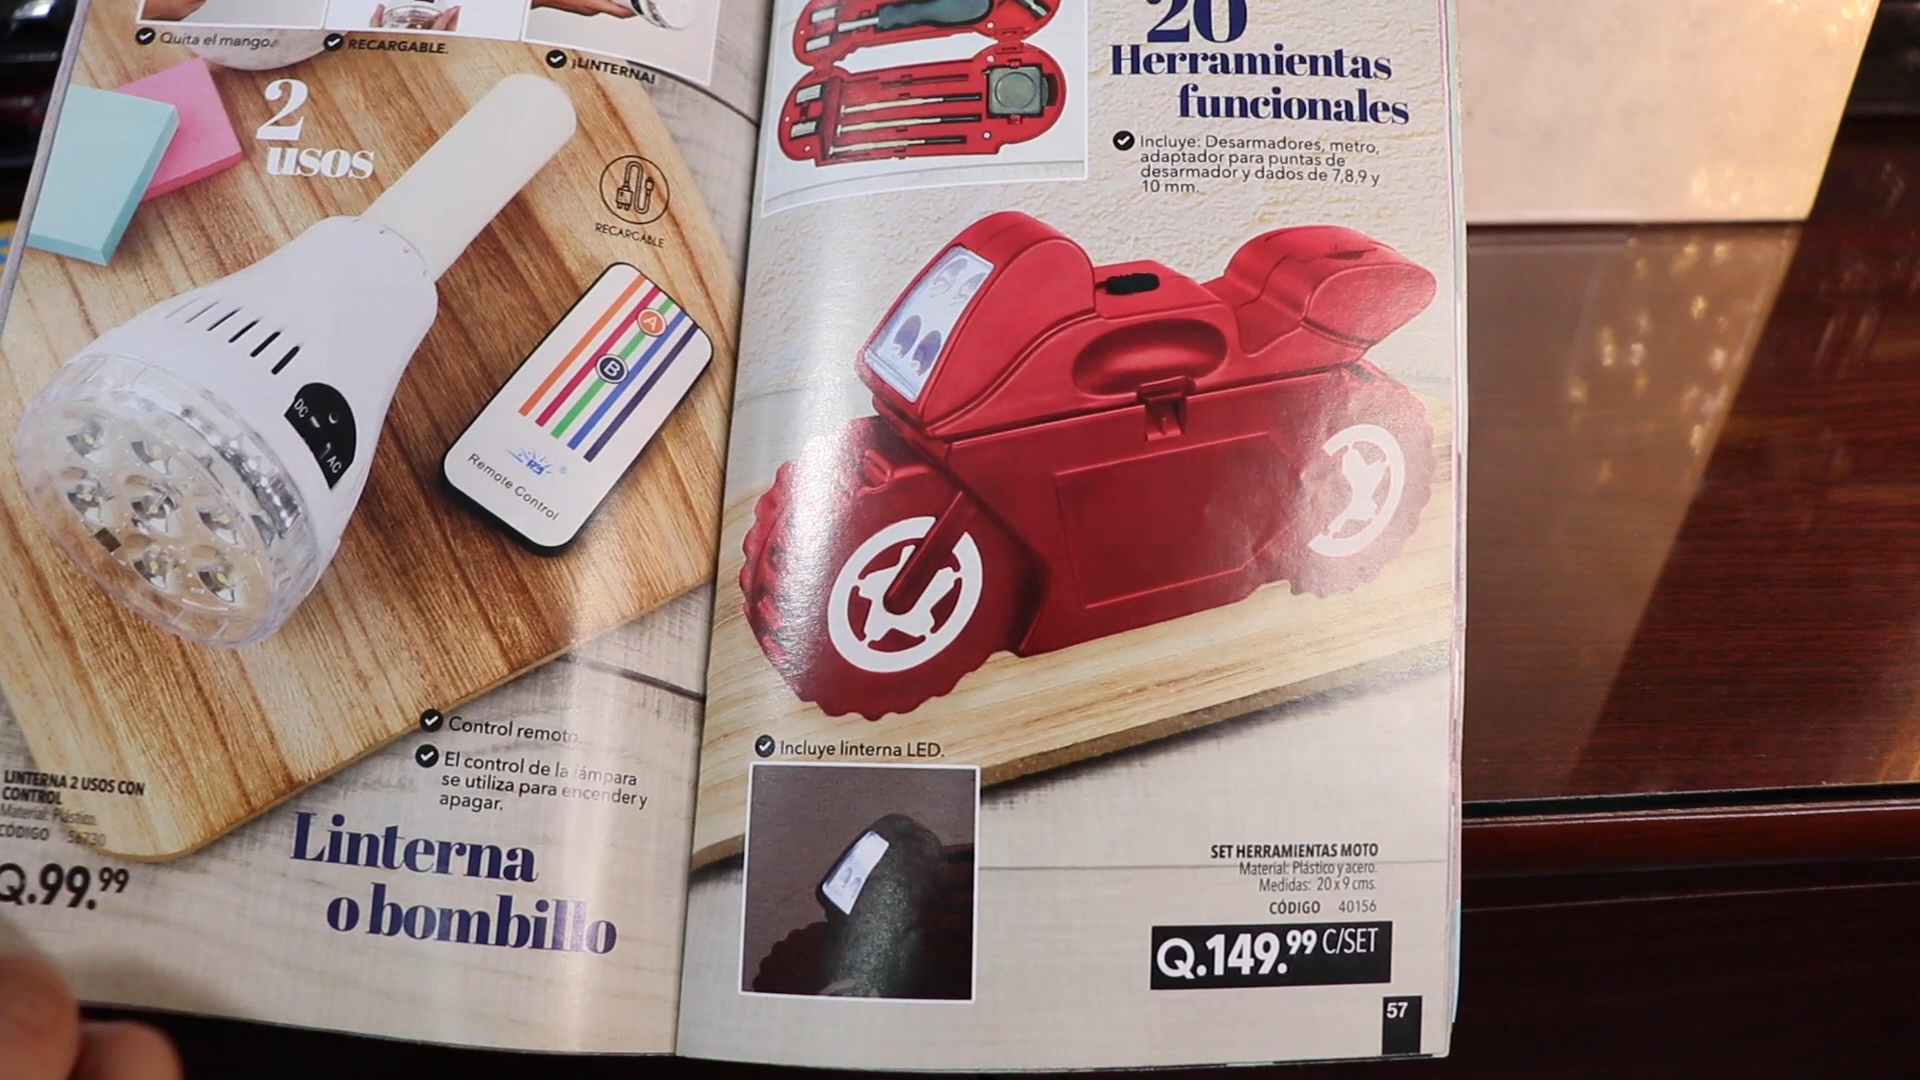 Quita el mango.
RECARGABLE.
¡LINTERNA!
2
usos
RECARGABLE
A
B
Remote Control
DC
AC
Control remoto.
El control de la lámpara
se utiliza para encender y
apagar.
LINTERNA 2 USOS CON
CONTROL
Material: Plástico.
CÓDIGO 56730
Q.99.99
Linterna
o bombillo
20
Herramientas
funcionales
Incluye: Desarmadores, metro,
adaptador para puntas de
desarmador y dados de 7,8,9 y
10 mm.
Incluye linterna LED.
SET HERRAMIENTAS MOTO
Material: Plástico y acero.
Medidas: 20 x 9 cms.
CÓDIGO 40156
Q.149.99 C/SET
57